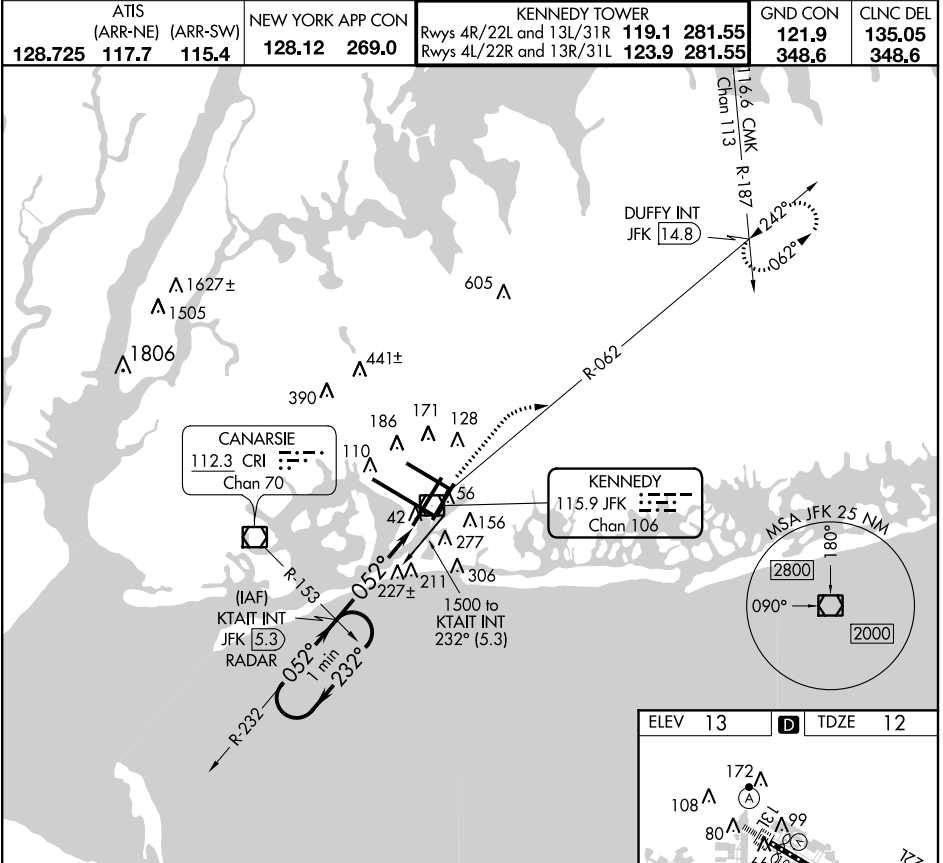 ATIS
(ARR-NE) (ARR-SW)
128.725 117.7 115.4
NEW YORK APP CON
128.12 269.0
KENNEDY TOWER
Rwys 4R/22L and 13L/31R 119.1 281.55
Rwys 4L/22R and 13R/31L 123.9 281.55
GND CON
121.9
348.6
CLNC DEL
135.05
348.6
116.6 CMK
Chan 113
R-187
DUFFY INT
JFK 14.8
242°
062°
1627±
1505
605
1806
441±
390
R-062
186
171
128
110
CANARSIE
112.3 CRI
Chan 70
KENNEDY
115.9 JFK
Chan 106
56
42
156
277
306
211
227±
MSA JFK 25 NM
180°
2800
090°
2000
R-153
052°
1500 to
KTAIT INT
232° (5.3)
(IAF)
KTAIT INT
JFK 5.3
RADAR
052°
1 min
232°
R-232
ELEV 13
D
TDZE 12
172
A
108
13L
99
80